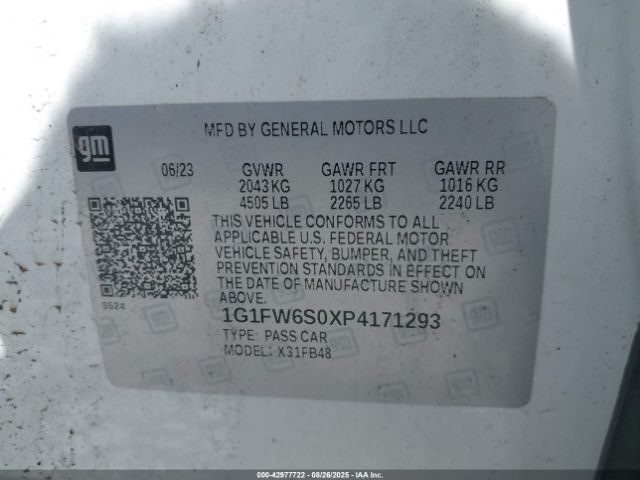 gm
MFD BY GENERAL MOTORS LLC
06/23 GVWR GAWR FRT GAWR RR
2043 KG 1027 KG 1016 KG
4505 LB 2265 LB 2240 LB
THIS VEHICLE CONFORMS TO ALL
APPLICABLE U.S. FEDERAL MOTOR
VEHICLE SAFETY, BUMPER, AND THEFT
PREVENTION STANDARDS IN EFFECT ON
THE DATE OF MANUFACTURE SHOWN
ABOVE.
S524
1G1FW6S0XP4171293
TYPE: PASS CAR
MODEL: X31FB48
000-42977722 - 08/26/2025 - IAAI.COM